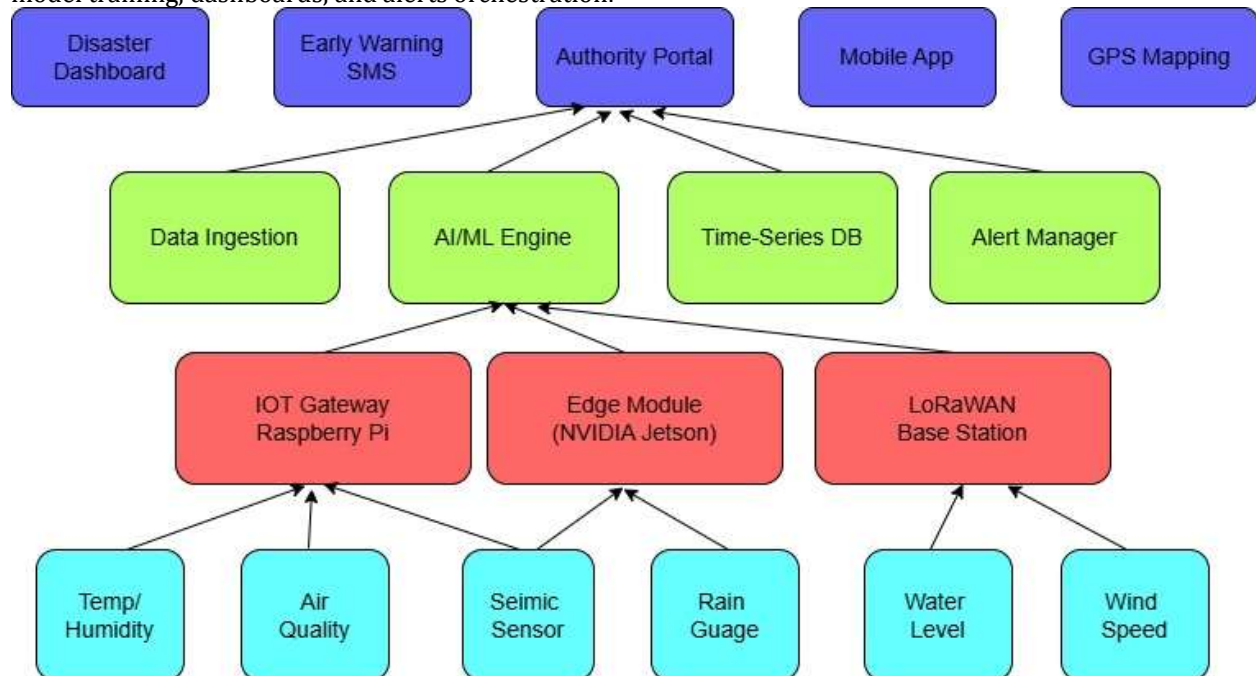 model training, dashboards, and alerts orchestration.
Disaster
Dashboard
Early Warning
SMS
Authority Portal
Mobile App
GPS Mapping
Data Ingestion
AI/ML Engine
Time-Series DB
Alert Manager
IOT Gateway
Raspberry Pi
Edge Module
(NVIDIA Jetson)
LoRaWAN
Base Station
Temp/
Humidity
Air
Quality
Seimic
Sensor
Rain
Guage
Water
Level
Wind
Speed